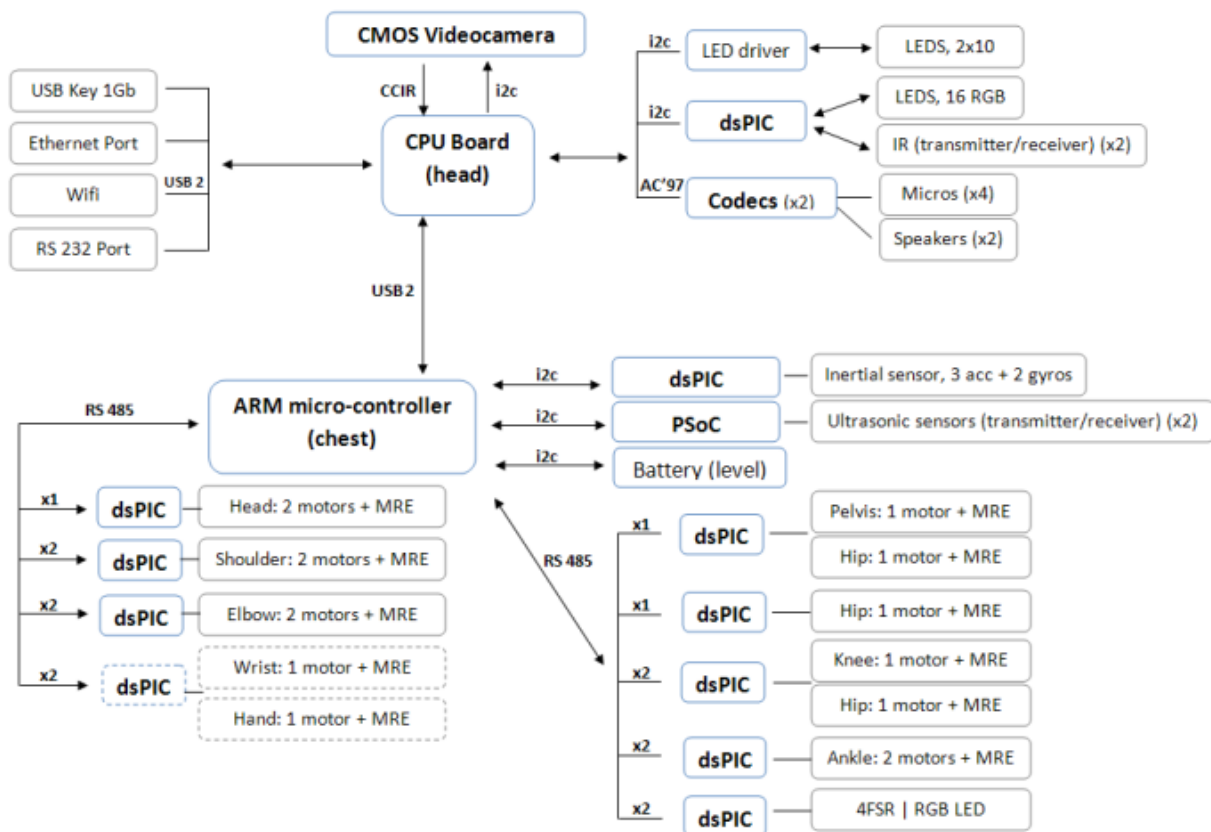 CMOS Videocamera
CCIR
i2c
CPU Board
(head)
USB Key 1Gb
Ethernet Port
Wifi
RS 232 Port
USB 2
i2c
LED driver
LEDS, 2x10
i2c
dsPIC
LEDS, 16 RGB
IR (transmitter/receiver) (x2)
AC'97
Codecs (x2)
Micros (x4)
Speakers (x2)
USB 2
ARM micro-controller
(chest)
i2c
dsPIC
Inertial sensor, 3 acc + 2 gyros
i2c
PSoC
Ultrasonic sensors (transmitter/receiver) (x2)
i2c
Battery (level)
RS 485
x1
dsPIC
Head: 2 motors + MRE
x2
dsPIC
Shoulder: 2 motors + MRE
x2
dsPIC
Elbow: 2 motors + MRE
x2
dsPIC
Wrist: 1 motor + MRE
Hand: 1 motor + MRE
RS 485
x1
dsPIC
Pelvis: 1 motor + MRE
Hip: 1 motor + MRE
x1
dsPIC
Hip: 1 motor + MRE
x2
dsPIC
Knee: 1 motor + MRE
Hip: 1 motor + MRE
x2
dsPIC
Ankle: 2 motors + MRE
x2
dsPIC
4FSR | RGB LED